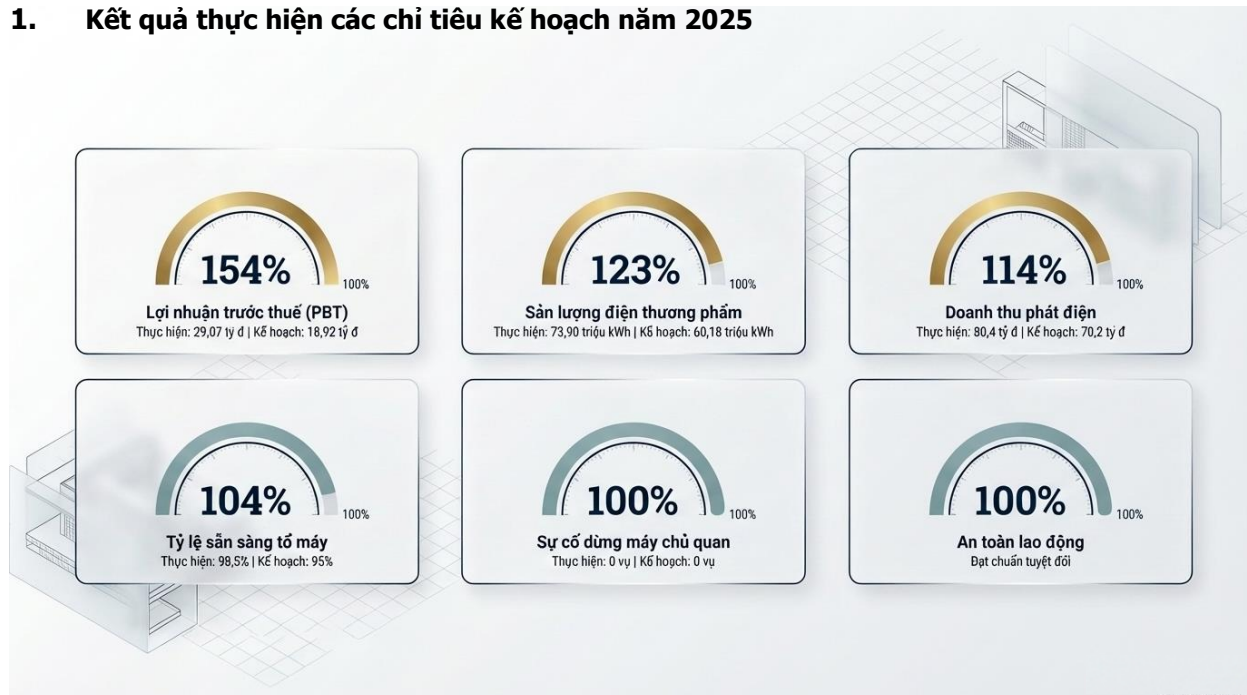 1. Kết quả thực hiện các chỉ tiêu kế hoạch năm 2025
154%
100%
Lợi nhuận trước thuế (PBT)
Thực hiện: 29,07 tỷ đ | Kế hoạch: 18,92 tỷ đ
123%
100%
Sản lượng điện thương phẩm
Thực hiện: 73,90 triệu kWh | Kế hoạch: 60,18 triệu kWh
114%
100%
Doanh thu phát điện
Thực hiện: 80,4 tỷ đ | Kế hoạch: 70,2 tỷ đ
104%
100%
Tỷ lệ sẵn sàng tổ máy
Thực hiện: 98,5% | Kế hoạch: 95%
100%
100%
Sự cố dừng máy chủ quan
Thực hiện: 0 vụ | Kế hoạch: 0 vụ
100%
100%
An toàn lao động
Đạt chuẩn tuyệt đối